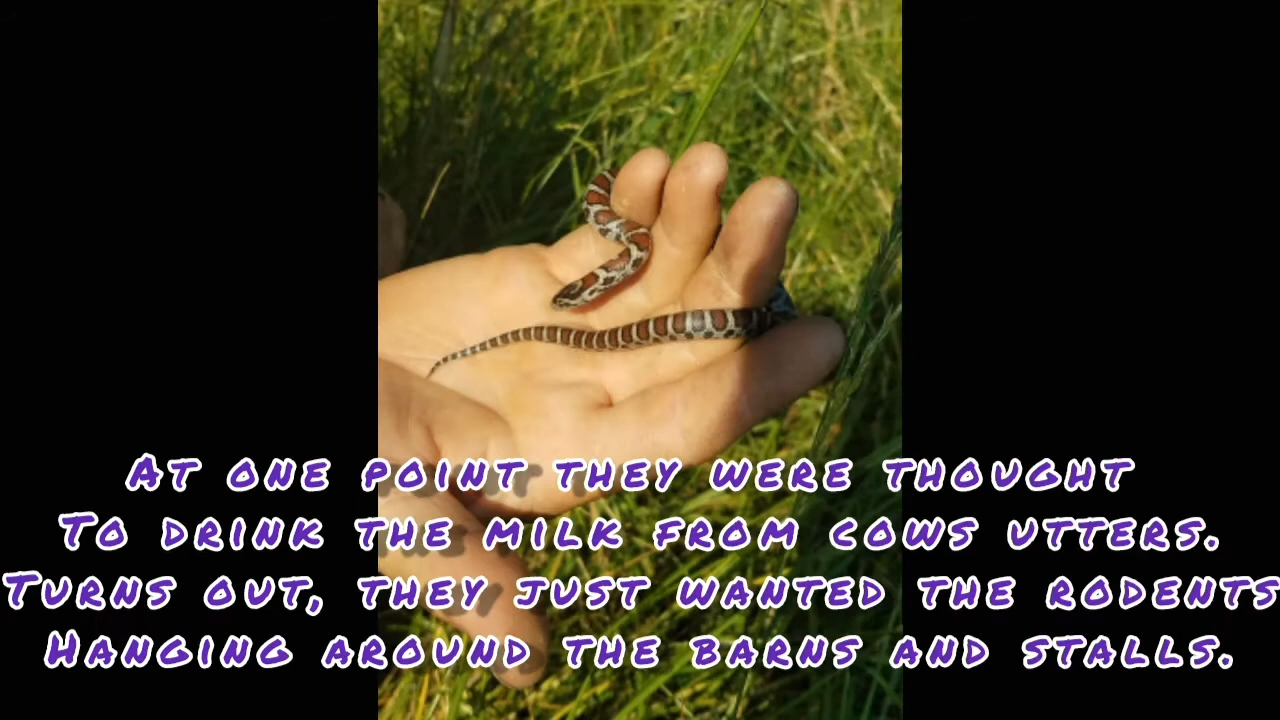 At one point they were thought
To drink the milk from cows utters.
Turns out, they just wanted the rodents
Hanging around the barns and stalls.